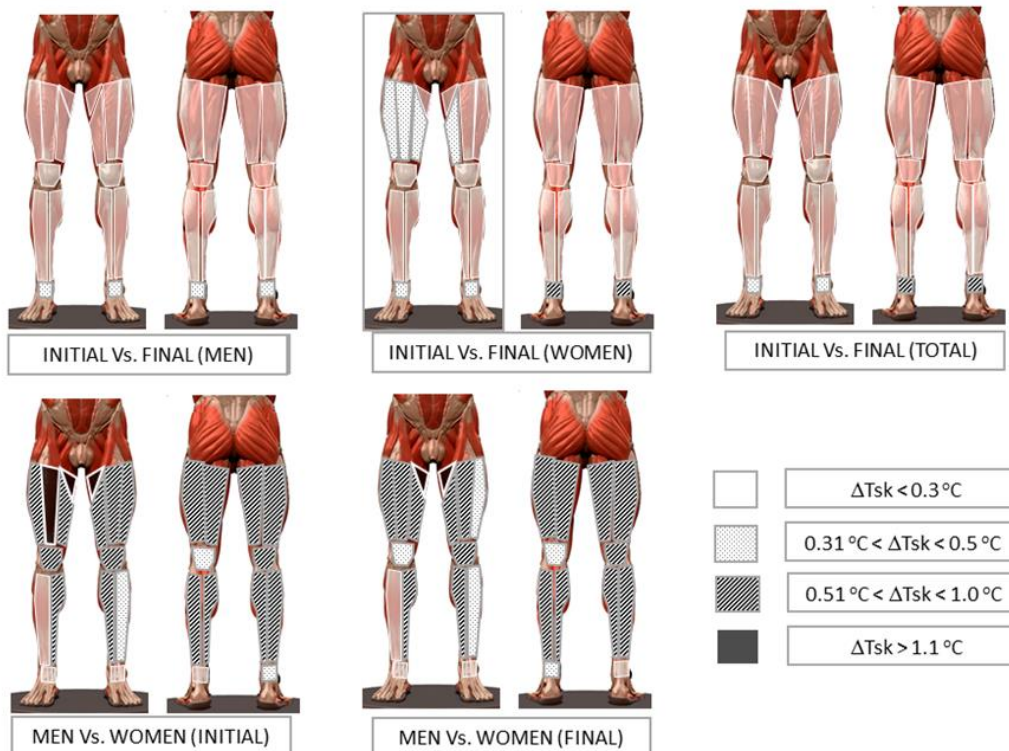 INITIAL Vs. FINAL (MEN)
INITIAL Vs. FINAL (WOMEN)
INITIAL Vs. FINAL (TOTAL)
ΔTsk < 0.3 °C
0.31 °C < ΔTsk < 0.5 °C
0.51 °C < ΔTsk < 1.0 °C
ΔTsk > 1.1 °C
MEN Vs. WOMEN (INITIAL)
MEN Vs. WOMEN (FINAL)